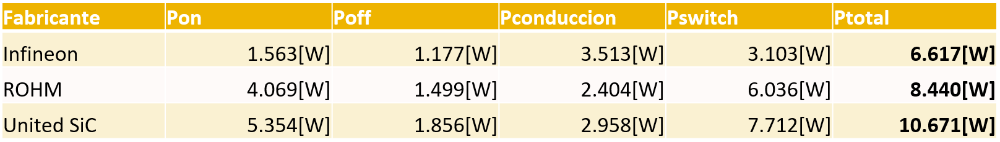 Fabricante Pon Poff Pconduccion Pswitch Ptotal
Infineon 1.563[W] 1.177[W] 3.513[W] 3.103[W] 6.617[W]
ROHM 4.069[W] 1.499[W] 2.404[W] 6.036[W] 8.440[W]
United SiC 5.354[W] 1.856[W] 2.958[W] 7.712[W] 10.671[W]